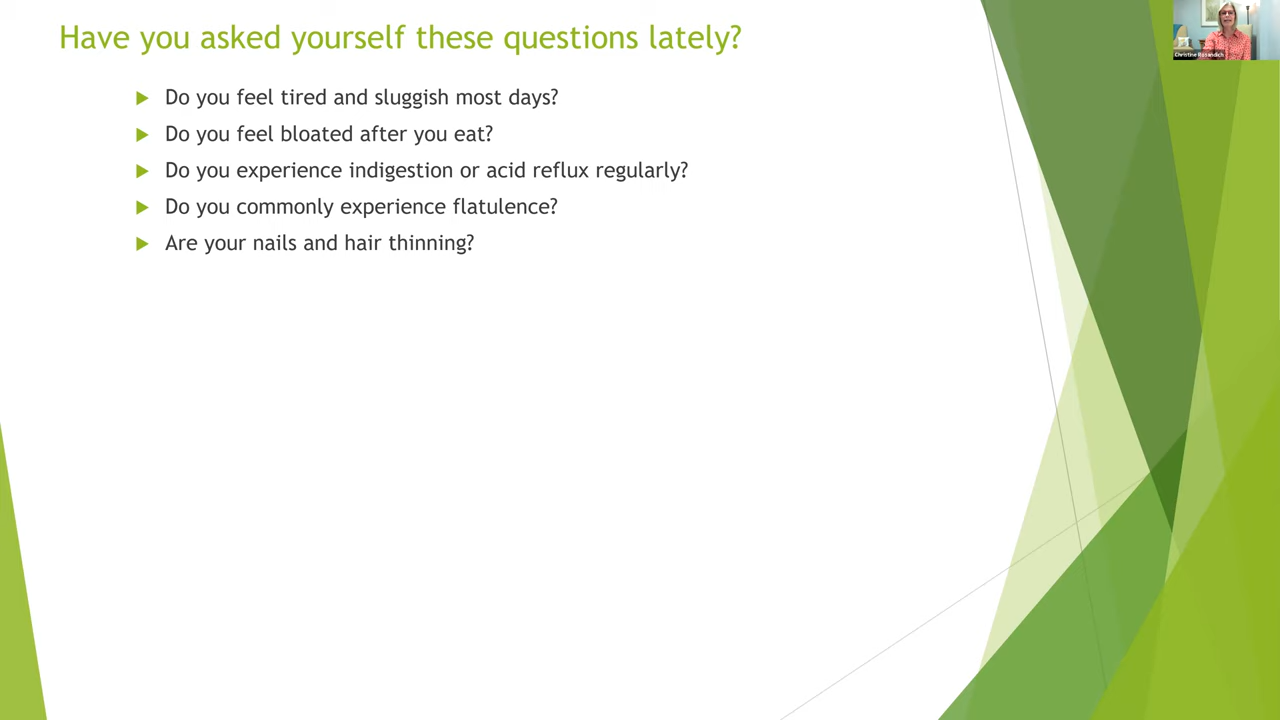 Have you asked yourself these questions lately?
Do you feel tired and sluggish most days?
Do you feel bloated after you eat?
Do you experience indigestion or acid reflux regularly?
Do you commonly experience flatulence?
Are your nails and hair thinning?
Christine